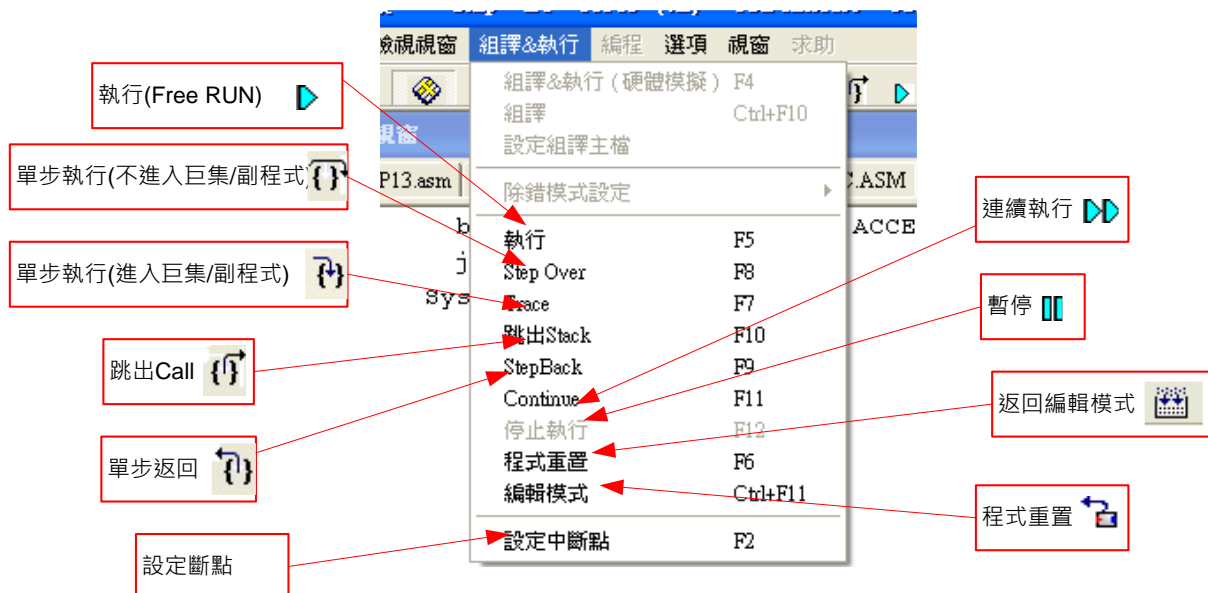 檢視視窗 組譯&執行 編程 選項 視窗 求助
組譯&執行（硬體模擬） F4
組譯 Ctrl+F10
設定組譯主檔
除錯模式設定
執行 F5
Step Over F8
Trace F7
跳出Stack F10
StepBack F9
Continue F11
停止執行 F12
程式重置 F6
編輯模式 Ctrl+F11
設定中斷點 F2
視窗
P13.asm
C.ASM
b
ACCE
j
Sys
執行(Free RUN)
單步執行(不進入巨集/副程式)
單步執行(進入巨集/副程式)
跳出Call
單步返回
設定斷點
連續執行
暫停
返回編輯模式
程式重置